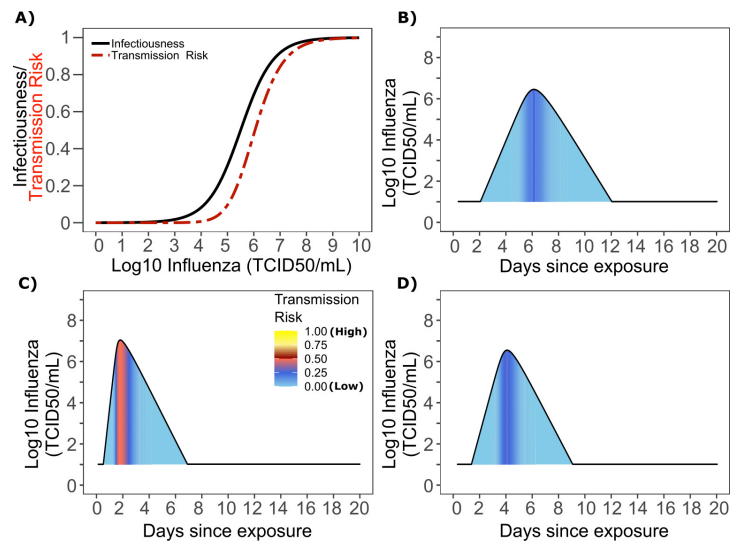 A)
Infectiousness/
Transmission Risk
1
0.8
0.6
0.4
0.2
0
Infectiousness
Transmission Risk
0 1 2 3 4 5 6 7 8 9 10
Log10 Influenza (TCID50/mL)
B)
Log10 Influenza
(TCID50/mL)
8
6
4
2
0
0 2 4 6 8 10 12 14 16 18 20
Days since exposure
C)
Log10 Influenza
(TCID50/mL)
8
6
4
2
0
Transmission
Risk
1.00 (High)
0.75
0.50
0.25
0.00 (Low)
0 2 4 6 8 10 12 14 16 18 20
Days since exposure
D)
Log10 Influenza
(TCID50/mL)
8
6
4
2
0
0 2 4 6 8 10 12 14 16 18 20
Days since exposure